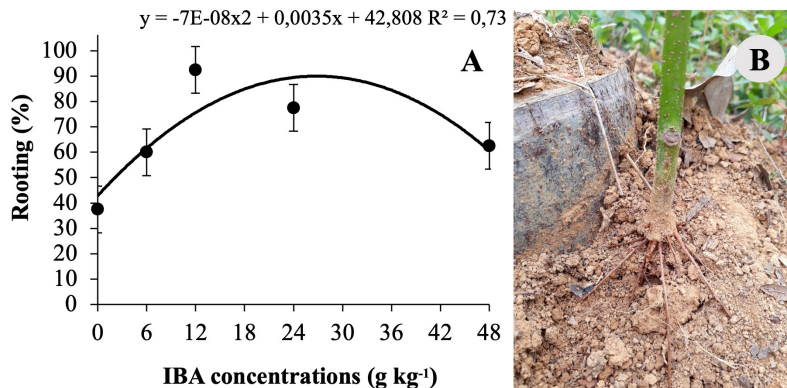 y = -7E-08x2 + 0,0035x + 42,808 R² = 0,73
A
B
100
90
80
70
60
50
40
30
20
10
0
Rooting (%)
0 6 12 18 24 30 36 42 48
IBA concentrations (g kg⁻¹)